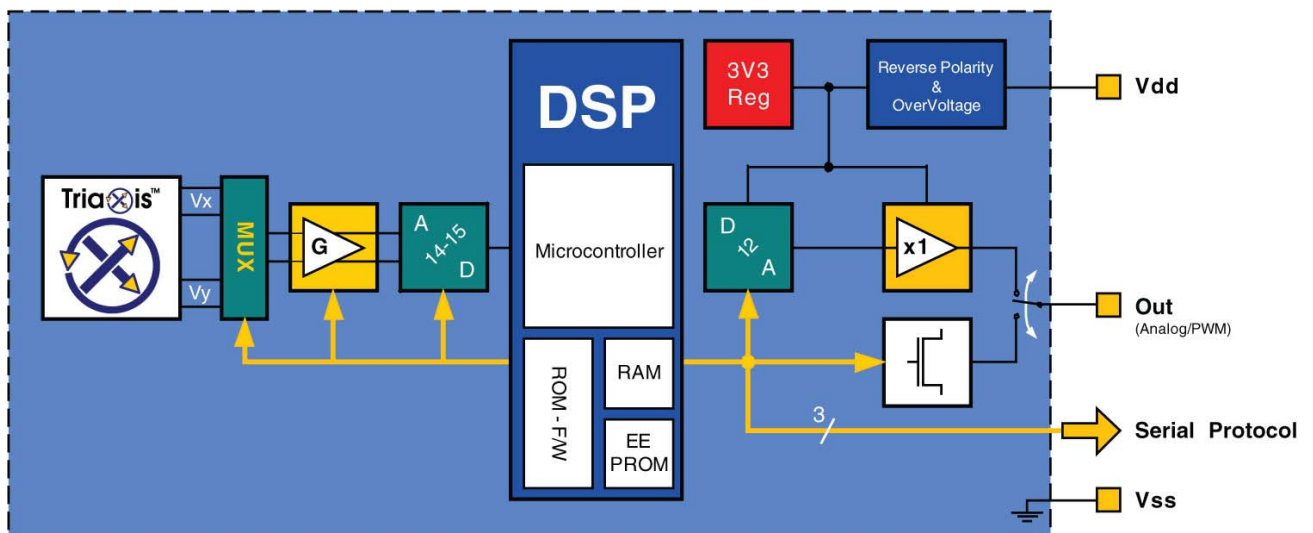 3V3
Reg
Reverse Polarity
&
OverVoltage
Vdd
DSP
Triaxis™
Vx
Vy
MUX
G
A
14-15
D
Microcontroller
D
12
A
x1
Out
(Analog/PWM)
ROM - F/W
RAM
EE
PROM
3
Serial Protocol
Vss